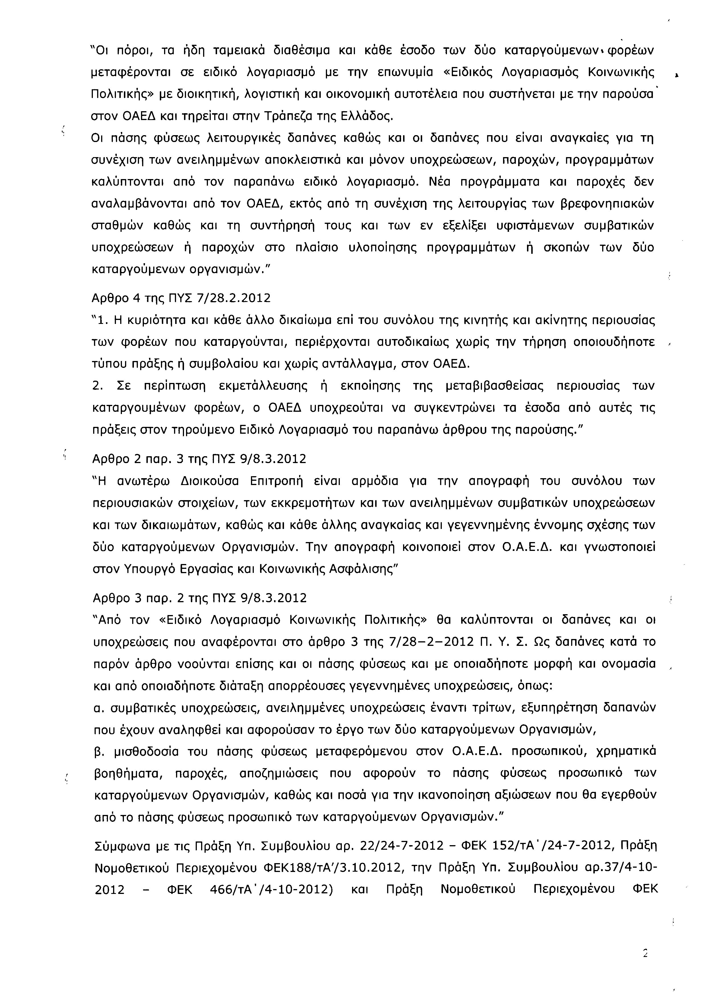 "Οι πόροι, τα ήδη ταμειακά διαθέσιμα και κάθε έσοδο των δύο καταργούμενων φορέων
μεταφέρονται σε ειδικό λογαριασμό με την επωνυμία «Ειδικός Λογαριασμός Κοινωνικής
Πολιτικής» με διοικητική, λογιστική και οικονομική αυτοτέλεια που συστήνεται με την παρούσα
στον ΟΑΕΔ και τηρείται στην Τράπεζα της Ελλάδος.
Οι πάσης φύσεως λειτουργικές δαπάνες καθώς και οι δαπάνες που είναι αναγκαίες για τη
συνέχιση των ανειλημμένων αποκλειστικά και μόνον υποχρεώσεων, παροχών, προγραμμάτων
καλύπτονται από τον παραπάνω ειδικό λογαριασμό. Νέα προγράμματα και παροχές δεν
αναλαμβάνονται από τον ΟΑΕΔ, εκτός από τη συνέχιση της λειτουργίας των βρεφονηπιακών
σταθμών καθώς και τη συντήρησή τους και των εν εξελίξει υφιστάμενων συμβατικών
υποχρεώσεων ή παροχών στο πλαίσιο υλοποίησης προγραμμάτων ή σκοπών των δύο
καταργούμενων οργανισμών."
Αρθρο 4 της ΠΥΣ 7/28.2.2012
"1. Η κυριότητα και κάθε άλλο δικαίωμα επί του συνόλου της κινητής και ακίνητης περιουσίας
των φορέων που καταργούνται, περιέρχονται αυτοδικαίως χωρίς την τήρηση οποιουδήποτε
τύπου πράξης ή συμβολαίου και χωρίς αντάλλαγμα, στον ΟΑΕΔ.
2. Σε περίπτωση εκμετάλλευσης ή εκποίησης της μεταβιβασθείσας περιουσίας των
καταργουμένων φορέων, ο ΟΑΕΔ υποχρεούται να συγκεντρώνει τα έσοδα από αυτές τις
πράξεις στον τηρούμενο Ειδικό Λογαριασμό του παραπάνω άρθρου της παρούσης."
Αρθρο 2 παρ. 3 της ΠΥΣ 9/8.3.2012
"Η ανωτέρω Διοικούσα Επιτροπή είναι αρμόδια για την απογραφή του συνόλου των
περιουσιακών στοιχείων, των εκκρεμοτήτων και των ανειλημμένων συμβατικών υποχρεώσεων
και των δικαιωμάτων, καθώς και κάθε άλλης αναγκαίας και γεγεννημένης έννομης σχέσης των
δύο καταργούμενων Οργανισμών. Την απογραφή κοινοποιεί στον Ο.Α.Ε.Δ. και γνωστοποιεί
στον Υπουργό Εργασίας και Κοινωνικής Ασφάλισης"
Αρθρο 3 παρ. 2 της ΠΥΣ 9/8.3.2012
"Από τον «Ειδικό Λογαριασμό Κοινωνικής Πολιτικής» θα καλύπτονται οι δαπάνες και οι
υποχρεώσεις που αναφέρονται στο άρθρο 3 της 7/28−2−2012 Π. Υ. Σ. Ως δαπάνες κατά το
παρόν άρθρο νοούνται επίσης και οι πάσης φύσεως και με οποιαδήποτε μορφή και ονομασία
και από οποιαδήποτε διάταξη απορρέουσες γεγεννημένες υποχρεώσεις, όπως:
α. συμβατικές υποχρεώσεις, ανειλημμένες υποχρεώσεις έναντι τρίτων, εξυπηρέτηση δαπανών
που έχουν αναληφθεί και αφορούσαν το έργο των δύο καταργούμενων Οργανισμών,
β. μισθοδοσία του πάσης φύσεως μεταφερόμενου στον Ο.Α.Ε.Δ. προσωπικού, χρηματικά
βοηθήματα, παροχές, αποζημιώσεις που αφορούν το πάσης φύσεως προσωπικό των
καταργούμενων Οργανισμών, καθώς και ποσά για την ικανοποίηση αξιώσεων που θα εγερθούν
από το πάσης φύσεως προσωπικό των καταργούμενων Οργανισμών."
Σύμφωνα με τις Πράξη Υπ. Συμβουλίου αρ. 22/24-7-2012 – ΦΕΚ 152/τΑ΄/24-7-2012, Πράξη
Νομοθετικού Περιεχομένου ΦΕΚ188/τΑ'/3.10.2012, την Πράξη Υπ. Συμβουλίου αρ.37/4-10-
2012 – ΦΕΚ 466/τΑ΄/4-10-2012) και Πράξη Νομοθετικού Περιεχομένου ΦΕΚ
2